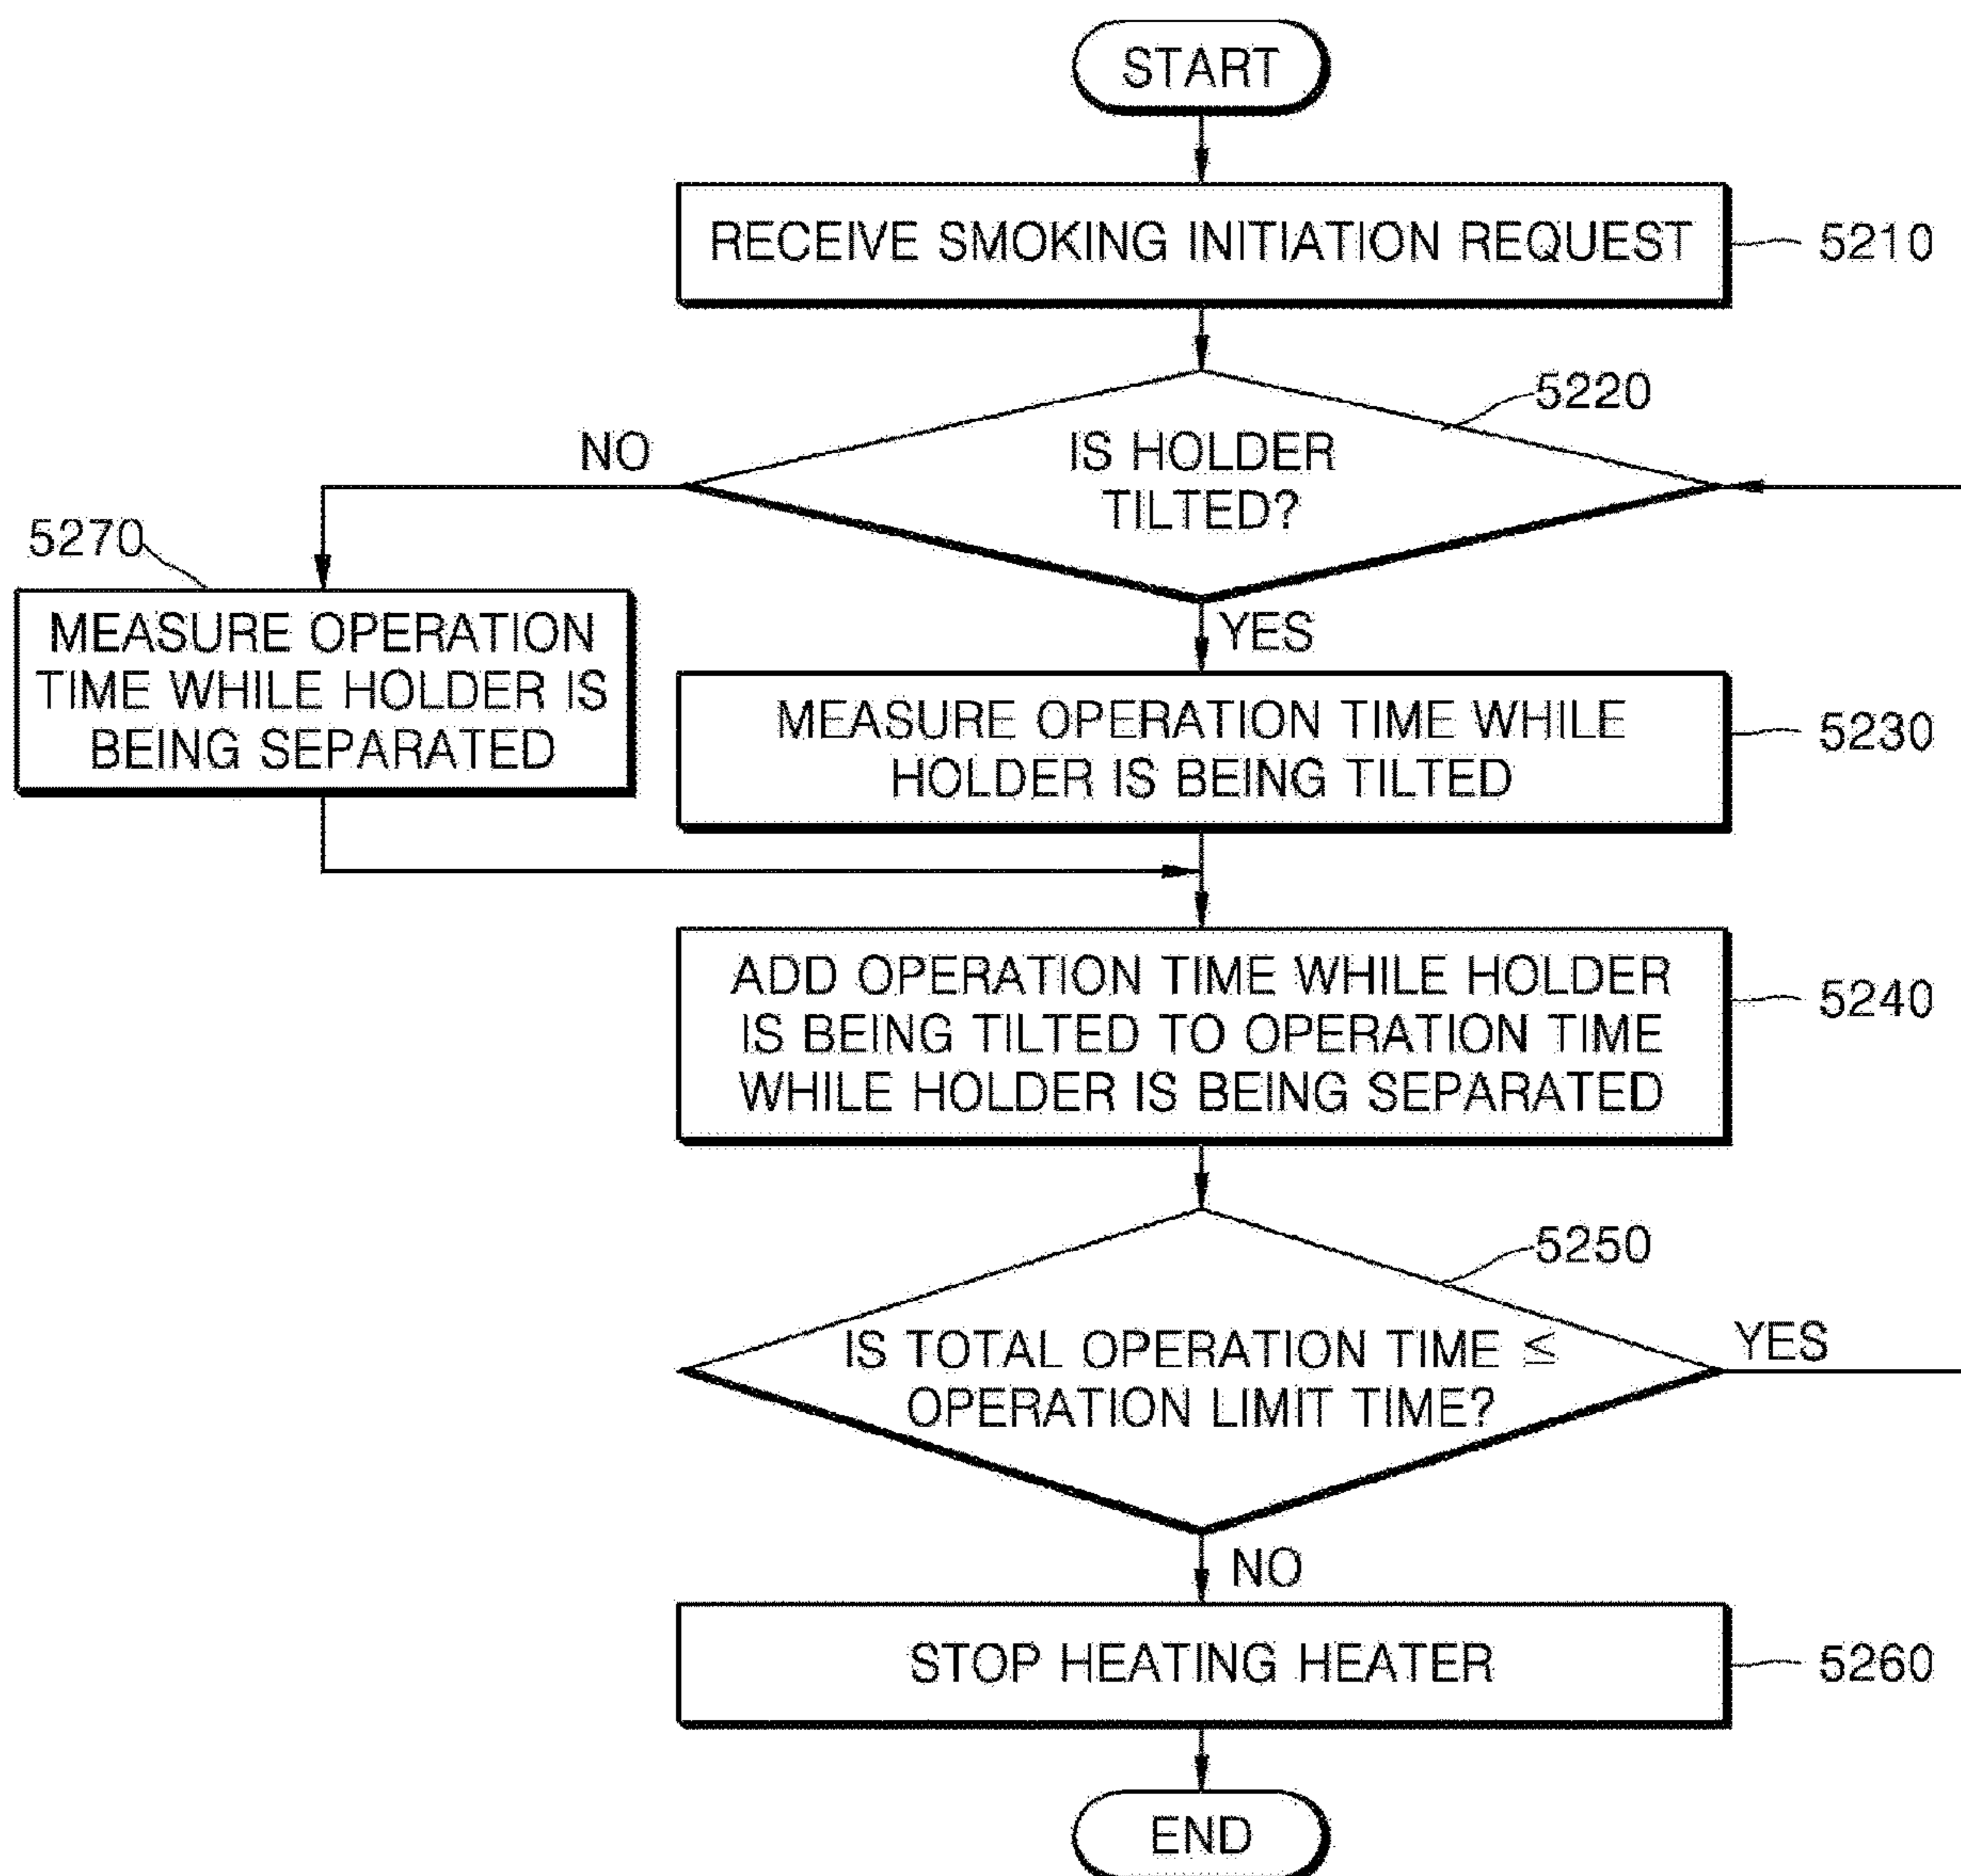 START
RECEIVE SMOKING INITIATION REQUEST
5210
5220
IS HOLDER
TILTED?
NO
YES
5270
MEASURE OPERATION
TIME WHILE HOLDER IS
BEING SEPARATED
MEASURE OPERATION TIME WHILE
HOLDER IS BEING TILTED
5230
ADD OPERATION TIME WHILE HOLDER
IS BEING TILTED TO OPERATION TIME
WHILE HOLDER IS BEING SEPARATED
5240
5250
IS TOTAL OPERATION TIME ≤
OPERATION LIMIT TIME?
YES
NO
STOP HEATING HEATER
5260
END